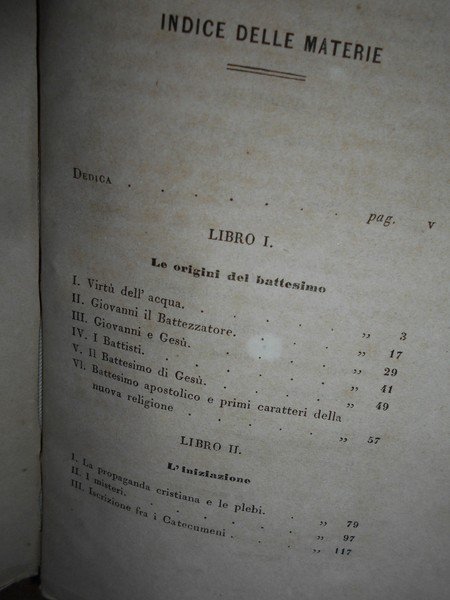 INDICE DELLE MATERIE
DEDICA . . . . . . . pag. V
LIBRO I.
Le origini del battesimo
I. Virtù dell' acqua. . . . . . ,, 3
II. Giovanni il Battezzatore. . . . . ,, 17
III. Giovanni e Gesù. . . . . . ,, 29
IV. I Battisti. . . . . . . ,, 41
V. Il Battesimo di Gesù. . . . . . ,, 49
VI. Battesimo apostolico e primi caratteri della
nuova religione . . . . . . ,, 57
LIBRO II.
L' iniziazione
I. La propaganda cristiana e le plebi. . . ,, 79
II. I misteri. . . . . . . ,, 97
III. Iscrizione fra i Catecumeni . . . . ,, 117